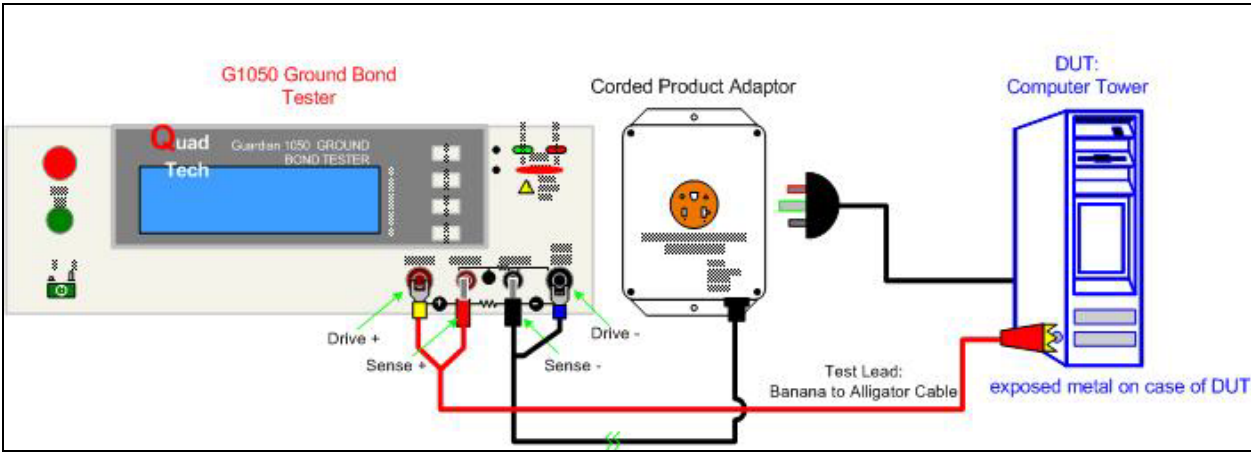 G1050 Ground Bond
Tester
Corded Product Adaptor
DUT:
Computer Tower
Quad
Tech
Guardian 1050 GROUND
BOND TESTER
Drive +
Sense +
Sense -
Drive -
Test Lead:
Banana to Alligator Cable
exposed metal on case of DUT